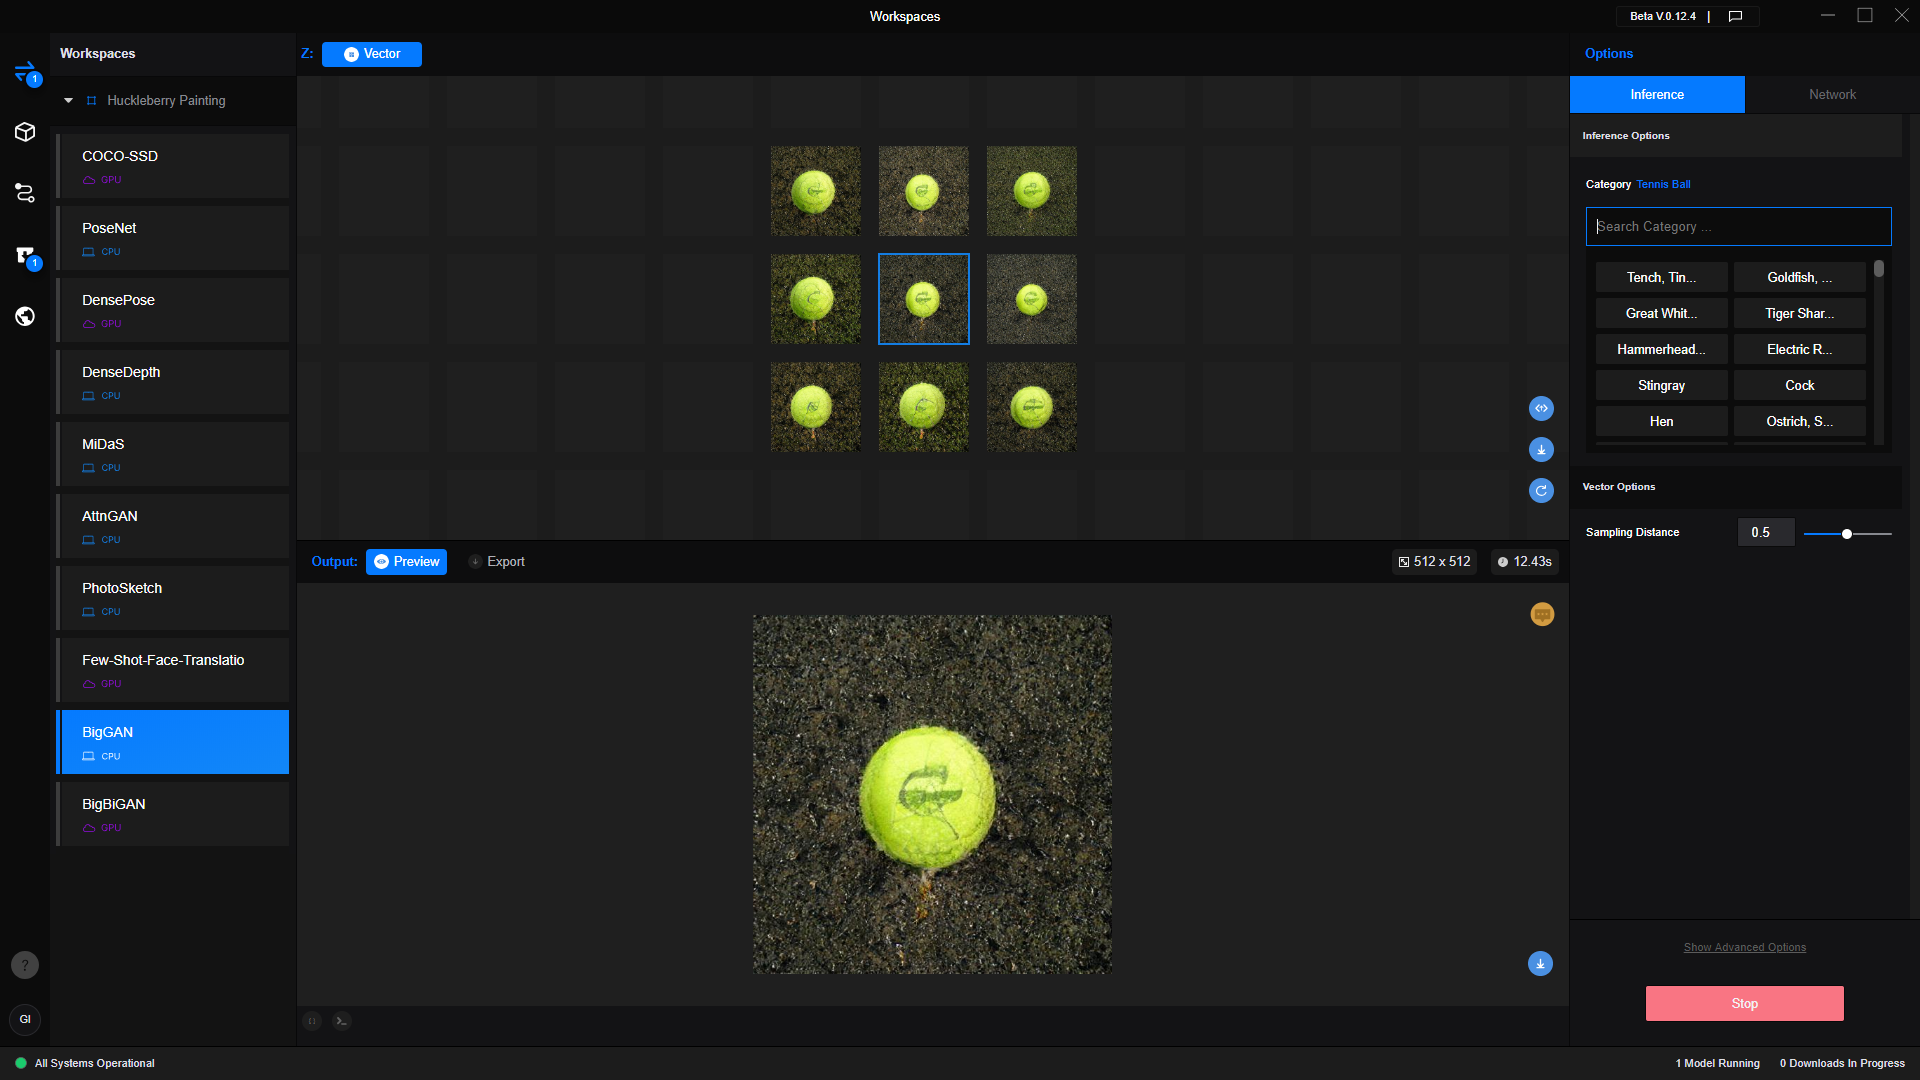 Workspaces
Beta V.0.12.4 |
Workspaces
Huckleberry Painting
COCO-SSD
GPU
PoseNet
CPU
DensePose
GPU
DenseDepth
CPU
MiDaS
CPU
AttnGAN
CPU
PhotoSketch
CPU
Few-Shot-Face-Translatio
GPU
BigGAN
CPU
BigBiGAN
GPU
1
1
?
GI
Z: Vector
Output: Preview Export
512 x 512 12.43s
Options
Inference Network
Inference Options
Category Tennis Ball
Search Category ...
Tench, Tin... Goldfish, ...
Great Whit... Tiger Shar...
Hammerhead... Electric R...
Stingray Cock
Hen Ostrich, S...
Vector Options
Sampling Distance 0.5
Show Advanced Options
Stop
All Systems Operational
1 Model Running 0 Downloads In Progress